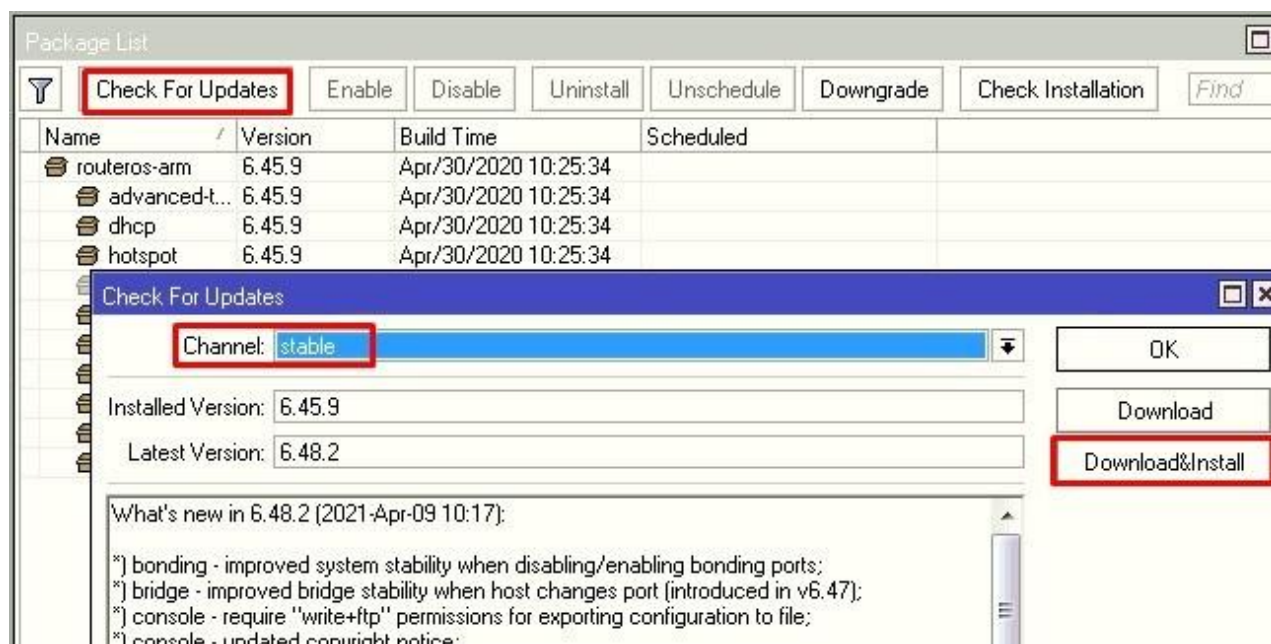 Package List
Check For Updates Enable Disable Uninstall Unschedule Downgrade Check Installation Find
Name Version Build Time Scheduled
routeros-arm 6.45.9 Apr/30/2020 10:25:34
advanced-t... 6.45.9 Apr/30/2020 10:25:34
dhcp 6.45.9 Apr/30/2020 10:25:34
hotspot 6.45.9 Apr/30/2020 10:25:34
Check For Updates
Channel: stable OK
Installed Version: 6.45.9 Download
Latest Version: 6.48.2 Download&Install
What's new in 6.48.2 (2021-Apr-09 10:17):
*) bonding - improved system stability when disabling/enabling bonding ports;
*) bridge - improved bridge stability when host changes port (introduced in v6.47);
*) console - require "write+ftp" permissions for exporting configuration to file;
*) console - updated copyright notice;